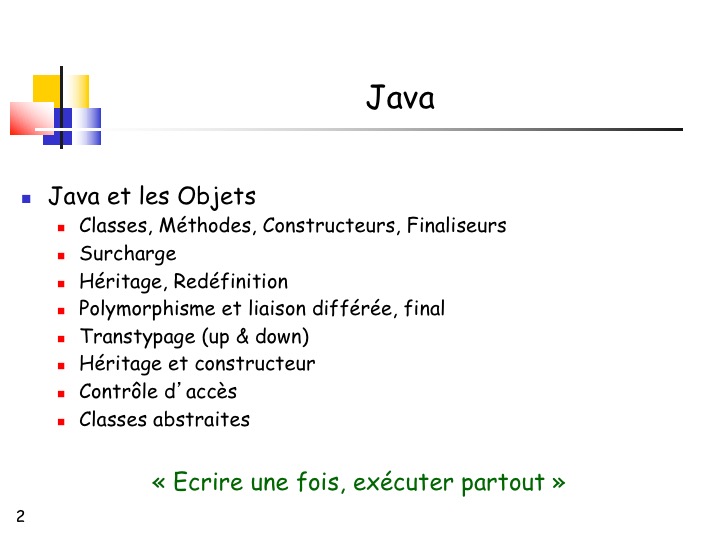 Java
Java et les Objets
Classes, Méthodes, Constructeurs, Finaliseurs
Surcharge
Héritage, Redéfinition
Polymorphisme et liaison différée, final
Transtypage (up & down)
Héritage et constructeur
Contrôle d’accès
Classes abstraites
« Ecrire une fois, exécuter partout »
2